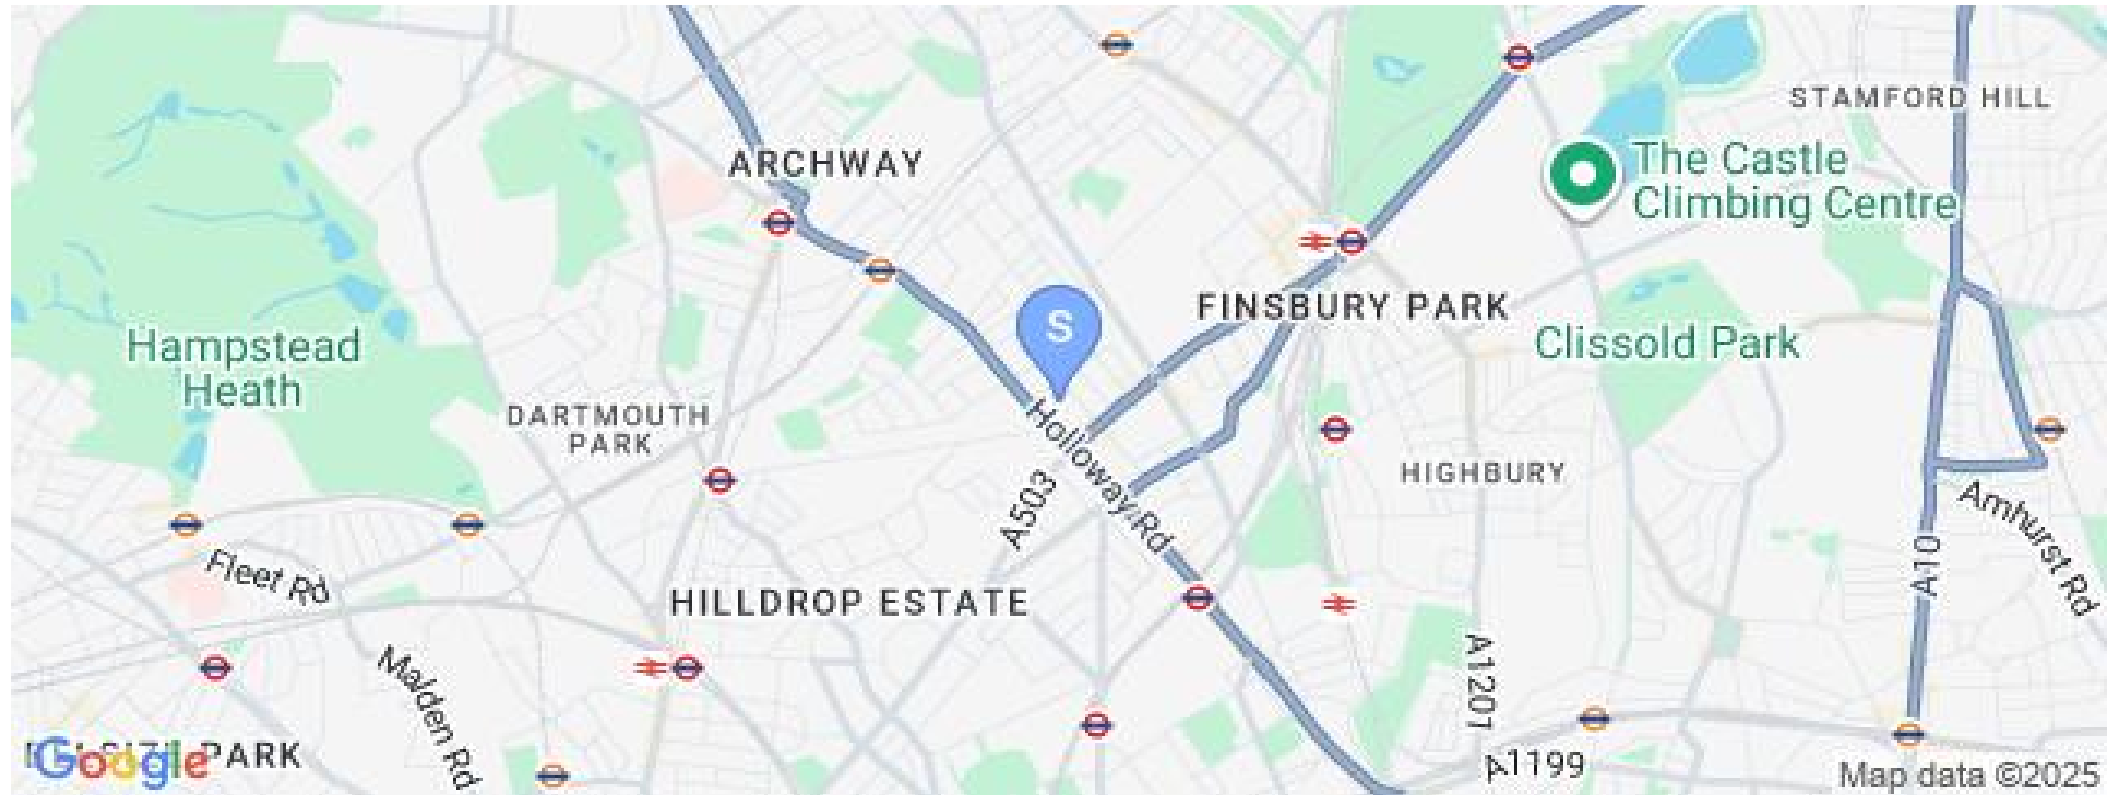 STAMFORD HILL
ARCHWAY
The Castle
Climbing Centre
FINSBURY PARK
S
Hampstead
Heath
Clissold Park
DARTMOUTH
PARK
Holloway Rd
HIGHBURY
A503
Amhurst Rd
A10
Fleet Rd
HILLDROP ESTATE
Malden Rd
A1201
PARK
Google
A1199
Map data ©2025